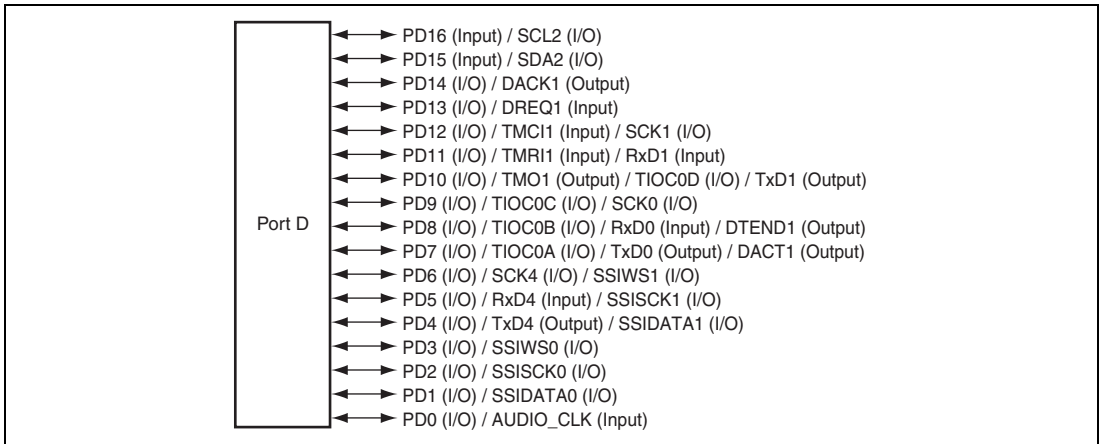 PD16 (Input) / SCL2 (I/O)
PD15 (Input) / SDA2 (I/O)
PD14 (I/O) / DACK1 (Output)
PD13 (I/O) / DREQ1 (Input)
PD12 (I/O) / TMCI1 (Input) / SCK1 (I/O)
PD11 (I/O) / TMRI1 (Input) / RxD1 (Input)
PD10 (I/O) / TMO1 (Output) / TIOC0D (I/O) / TxD1 (Output)
PD9 (I/O) / TIOC0C (I/O) / SCK0 (I/O)
Port D
PD8 (I/O) / TIOC0B (I/O) / RxD0 (Input) / DTEND1 (Output)
PD7 (I/O) / TIOC0A (I/O) / TxD0 (Output) / DACT1 (Output)
PD6 (I/O) / SCK4 (I/O) / SSIWS1 (I/O)
PD5 (I/O) / RxD4 (Input) / SSISCK1 (I/O)
PD4 (I/O) / TxD4 (Output) / SSIDATA1 (I/O)
PD3 (I/O) / SSIWS0 (I/O)
PD2 (I/O) / SSISCK0 (I/O)
PD1 (I/O) / SSIDATA0 (I/O)
PD0 (I/O) / AUDIO_CLK (Input)